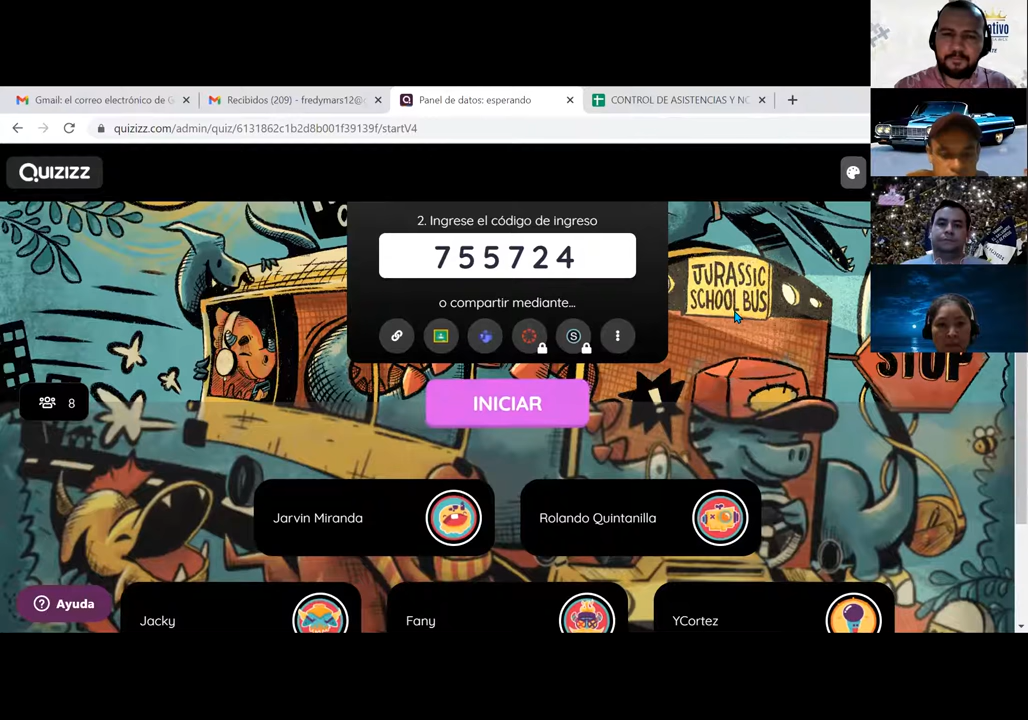 Gmail: el correo electrónico de G
Recibidos (209) - fredymars12@g
Panel de datos: esperando
CONTROL DE ASISTENCIAS Y NO
quizizz.com/admin/quiz/6131862c1b2d8b001f39139f/startV4
Quizizz
2. Ingrese el código de ingreso
755724
o compartir mediante...
JURASSIC
SCHOOL BUS
STOP
INICIAR
8
Jarvin Miranda
Rolando Quintanilla
Ayuda
Jacky
Fany
YCortez